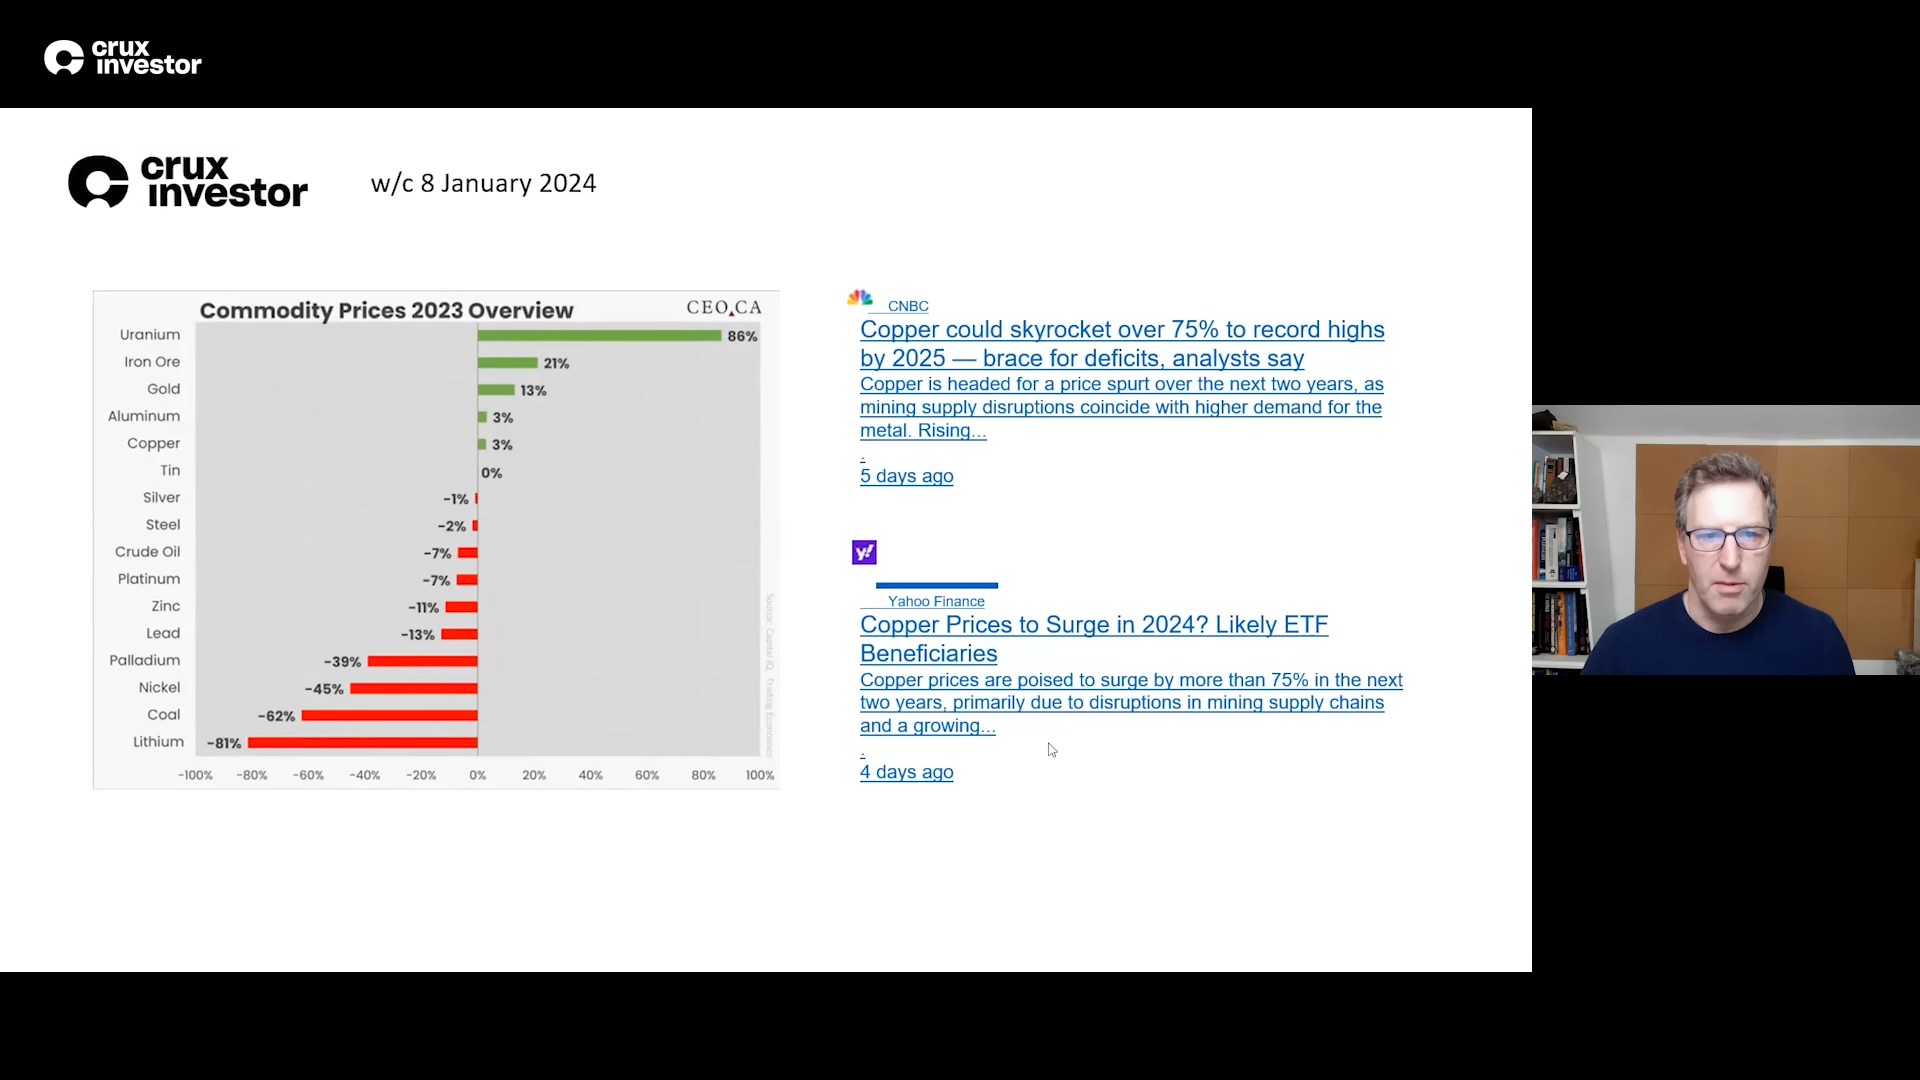 crux
investor
crux
investor
w/c 8 January 2024
Commodity Prices 2023 Overview
CEO.CA
Uranium
86%
Iron Ore
21%
Gold
13%
Aluminum
3%
Copper
3%
Tin
0%
Silver
-1%
Steel
-2%
Crude Oil
-7%
Platinum
-7%
Zinc
-11%
Lead
-13%
Palladium
-39%
Nickel
-45%
Coal
-62%
Lithium
-81%
-100% -80% -60% -40% -20% 0% 20% 40% 60% 80% 100%
Source: Capital IQ, Trading Economics
CNBC
Copper could skyrocket over 75% to record highs
by 2025 — brace for deficits, analysts say
Copper is headed for a price spurt over the next two years, as
mining supply disruptions coincide with higher demand for the
metal. Rising...
.
5 days ago
y!
Yahoo Finance
Copper Prices to Surge in 2024? Likely ETF
Beneficiaries
Copper prices are poised to surge by more than 75% in the next
two years, primarily due to disruptions in mining supply chains
and a growing...
.
4 days ago